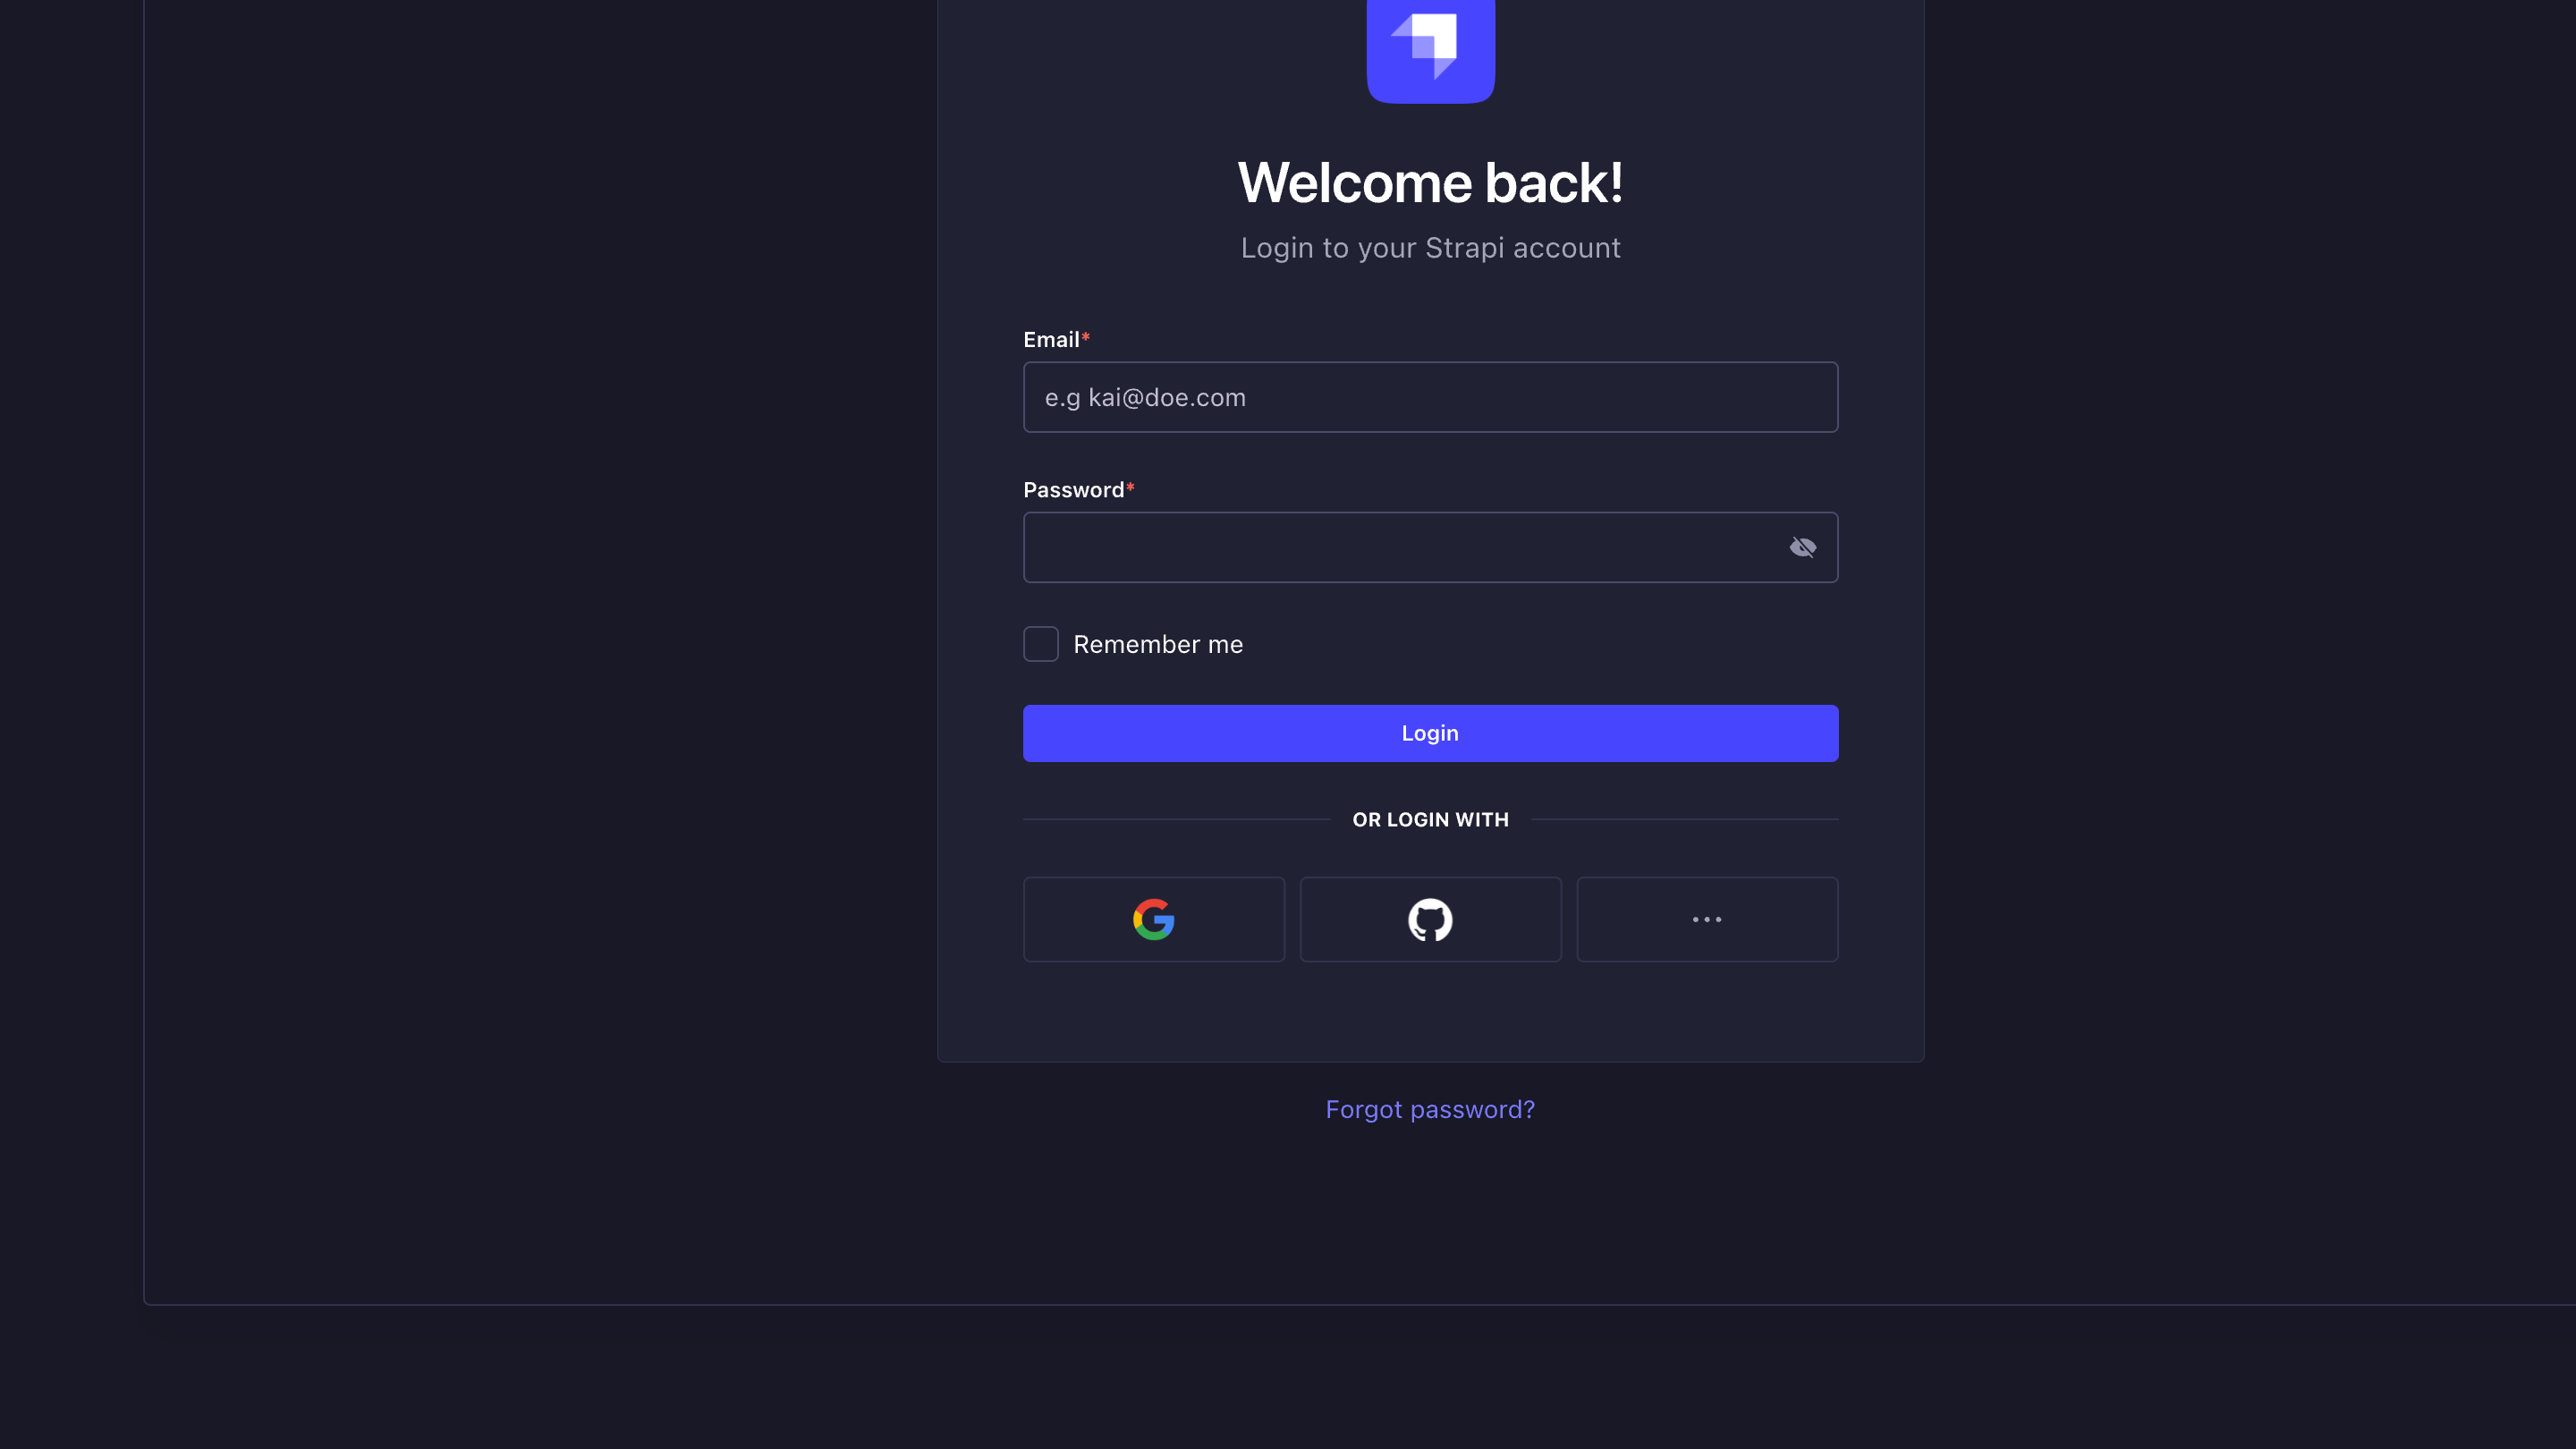 Welcome back!
Login to your Strapi account
Email*
e.g kai@doe.com
Password*
Remember me
Login
OR LOGIN WITH
Forgot password?